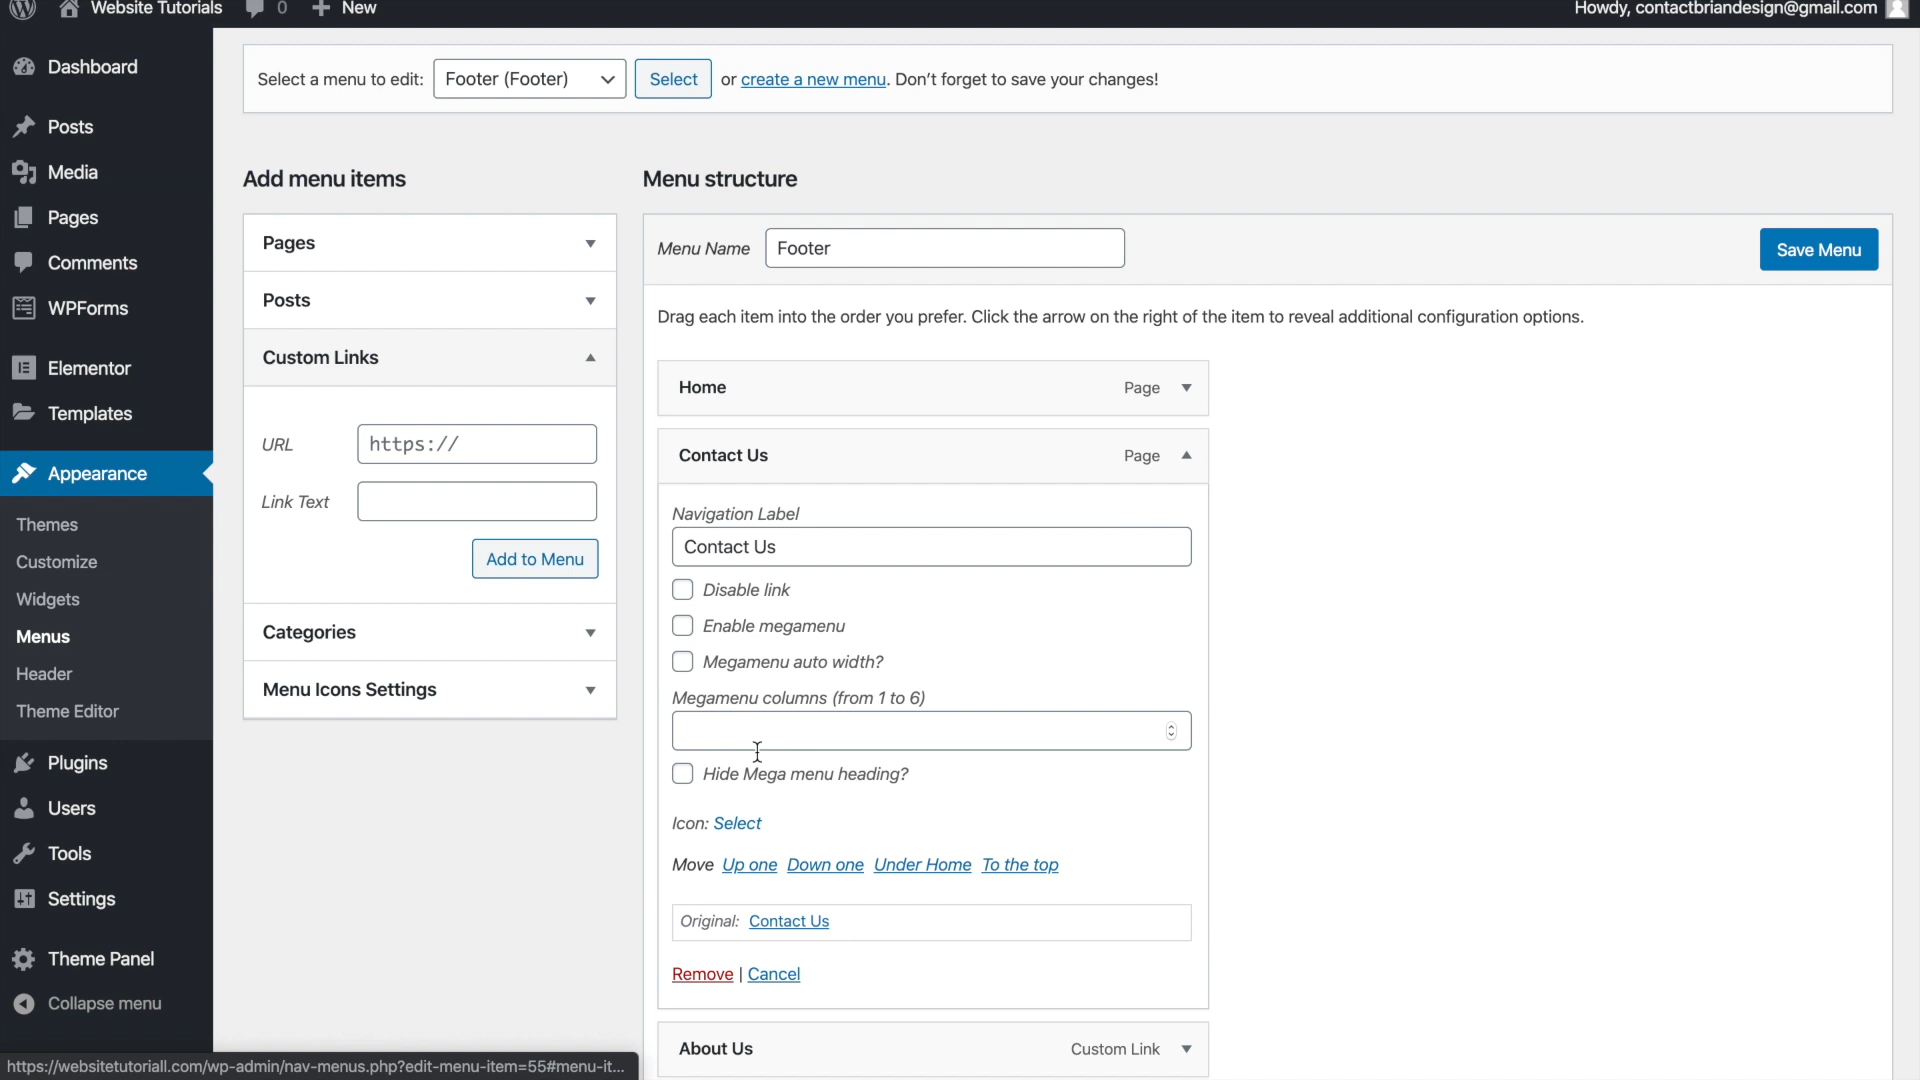 Website Tutorials 0 New Howdy, contactbriandesign@gmail.com
Dashboard
Posts
Media
Pages
Comments
WPForms
Elementor
Templates
Appearance
Themes
Customize
Widgets
Menus
Header
Theme Editor
Plugins
Users
Tools
Settings
Theme Panel
Collapse menu
Select a menu to edit: Footer (Footer) Select or create a new menu. Don’t forget to save your changes!
Add menu items
Pages
Posts
Custom Links
URL https://
Link Text
Add to Menu
Categories
Menu Icons Settings
Menu structure
Menu Name Footer Save Menu
Drag each item into the order you prefer. Click the arrow on the right of the item to reveal additional configuration options.
Home Page
Contact Us Page
Navigation Label
Contact Us
Disable link
Enable megamenu
Megamenu auto width?
Megamenu columns (from 1 to 6)
Hide Mega menu heading?
Icon: Select
Move Up one Down one Under Home To the top
Original: Contact Us
Remove | Cancel
About Us Custom Link
https://websitetutoriall.com/wp-admin/nav-menus.php?edit-menu-item=55#menu-it...